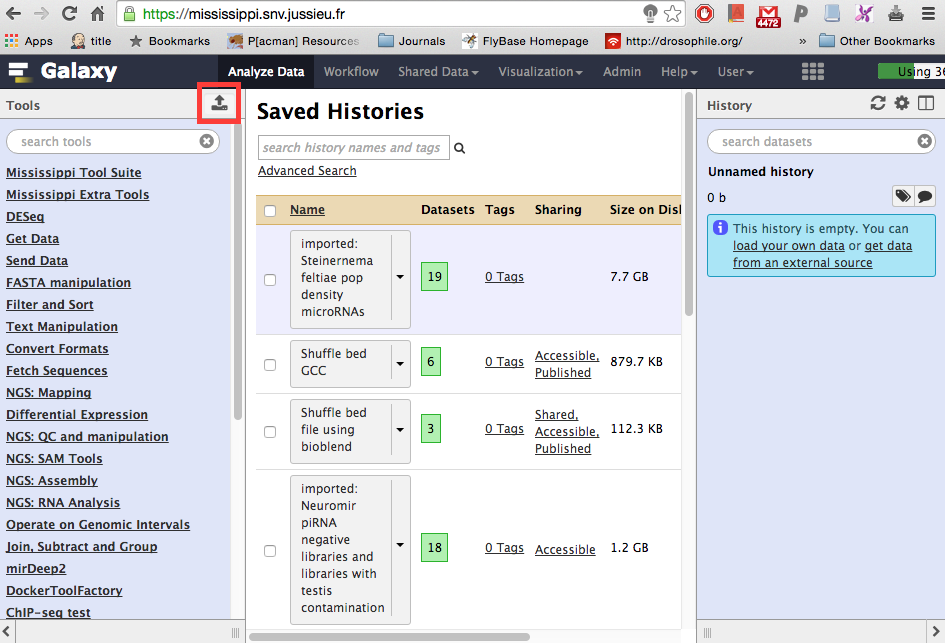 https://mississippi.snv.jussieu.fr
4472
Apps title Bookmarks P[acman] Resources Journals FlyBase Homepage http://drosophile.org/ » Other Bookmarks
Galaxy Analyze Data Workflow Shared Data Visualization Admin Help User Using 36
Tools
search tools
Mississippi Tool Suite
Mississippi Extra Tools
DESeq
Get Data
Send Data
FASTA manipulation
Filter and Sort
Text Manipulation
Convert Formats
Fetch Sequences
NGS: Mapping
Differential Expression
NGS: QC and manipulation
NGS: SAM Tools
NGS: Assembly
NGS: RNA Analysis
Operate on Genomic Intervals
Join, Subtract and Group
mirDeep2
DockerToolFactory
ChIP-seq test
Saved Histories
search history names and tags
Advanced Search
Name Datasets Tags Sharing Size on Disk
imported:
Steinernema
feltiae pop
density
microRNAs
19 0 Tags 7.7 GB
Shuffle bed
GCC
6 0 Tags Accessible,
Published
879.7 KB
Shuffle bed
file using
bioblend
3 0 Tags Shared,
Accessible,
Published
112.3 KB
imported:
Neuromir
piRNA
negative
libraries and
libraries with
testis
contamination
18 0 Tags Accessible 1.2 GB
History
search datasets
Unnamed history
0 b
This history is empty. You can
load your own data or get data
from an external source